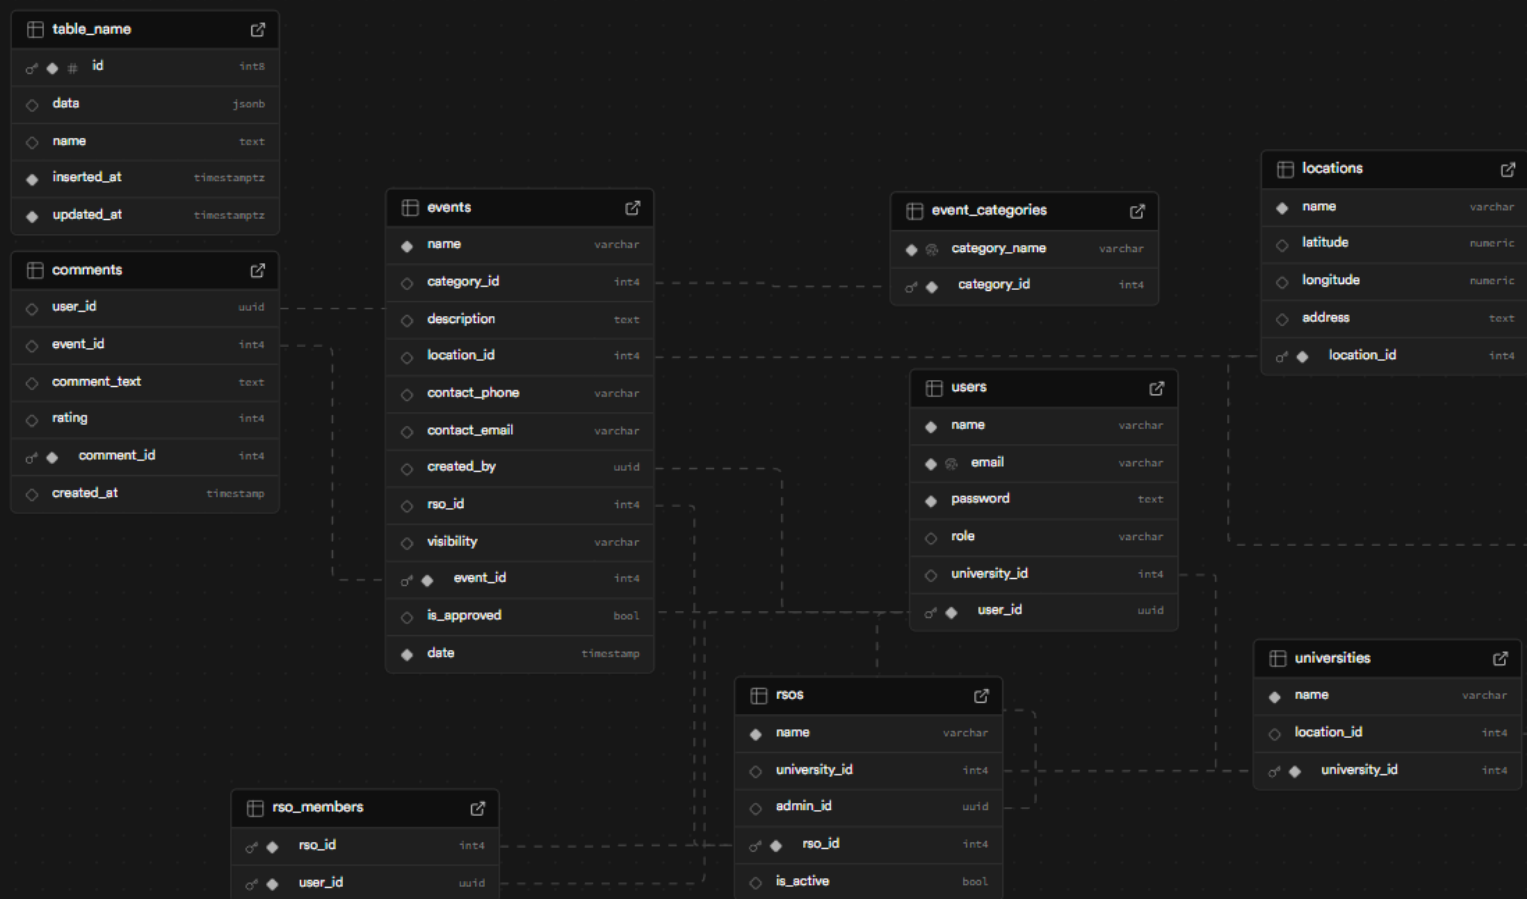 table_name
id int8
data jsonb
name text
inserted_at timestamptz
updated_at timestamptz
comments
user_id uuid
event_id int4
comment_text text
rating int4
comment_id int4
created_at timestamp
events
name varchar
category_id int4
description text
location_id int4
contact_phone varchar
contact_email varchar
created_by uuid
rso_id int4
visibility varchar
event_id int4
is_approved bool
date timestamp
event_categories
category_name varchar
category_id int4
locations
name varchar
latitude numeric
longitude numeric
address text
location_id int4
users
name varchar
email varchar
password text
role varchar
university_id int4
user_id uuid
universities
name varchar
location_id int4
university_id int4
rsos
name varchar
university_id int4
admin_id uuid
rso_id int4
is_active bool
rso_members
rso_id int4
user_id uuid